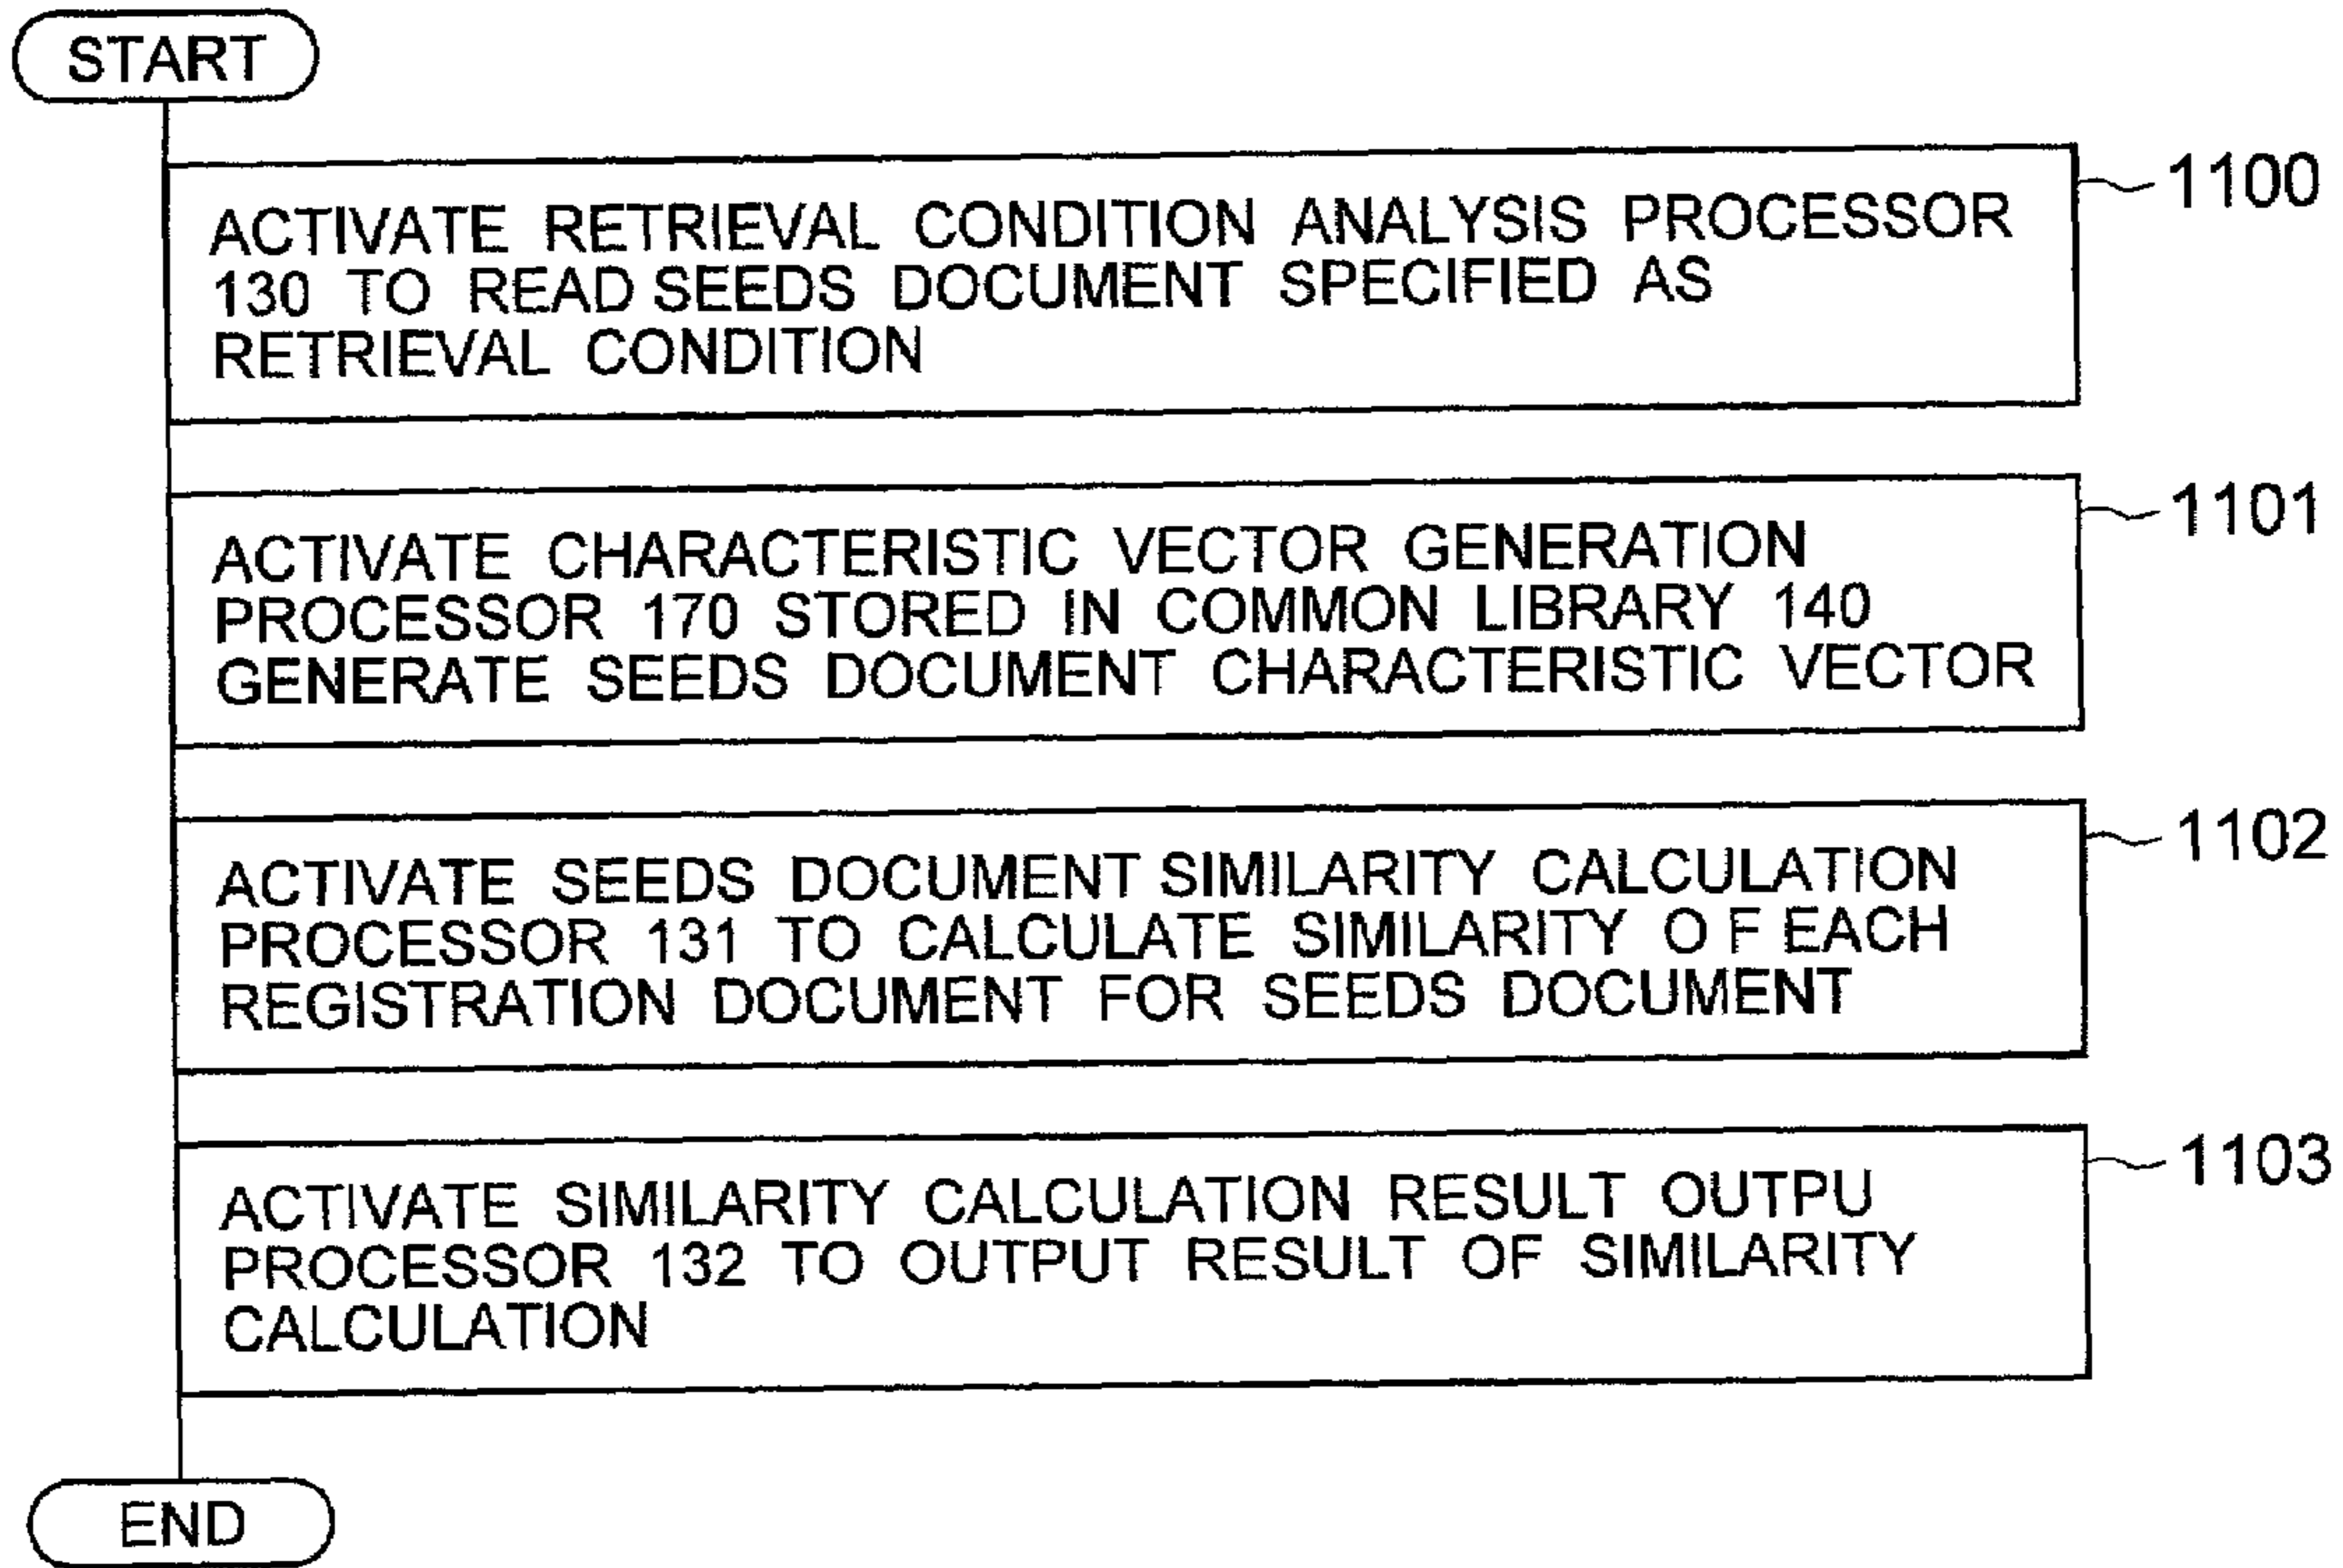 START
1100
ACTIVATE RETRIEVAL CONDITION ANALYSIS PROCESSOR
130 TO READ SEEDS DOCUMENT SPECIFIED AS
RETRIEVAL CONDITION
1101
ACTIVATE CHARACTERISTIC VECTOR GENERATION
PROCESSOR 170 STORED IN COMMON LIBRARY 140
GENERATE SEEDS DOCUMENT CHARACTERISTIC VECTOR
1102
ACTIVATE SEEDS DOCUMENT SIMILARITY CALCULATION
PROCESSOR 131 TO CALCULATE SIMILARITY O F EACH
REGISTRATION DOCUMENT FOR SEEDS DOCUMENT
1103
ACTIVATE SIMILARITY CALCULATION RESULT OUTPU
PROCESSOR 132 TO OUTPUT RESULT OF SIMILARITY
CALCULATION
END